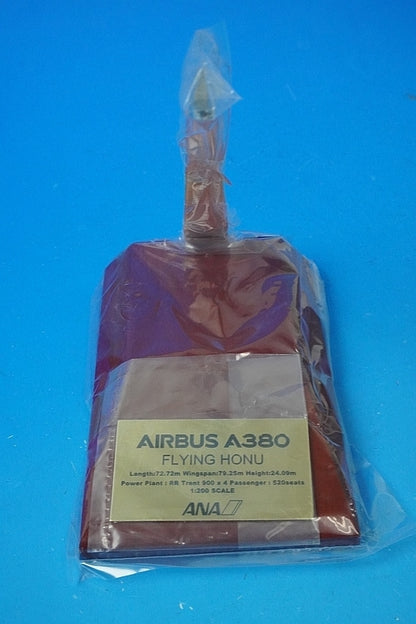 AIRBUS A380
FLYING HONU
Length:72.72m Wingspan:79.25m Height:24.09m
Power Plant : RR Trent 900 x 4 Passenger : 520seats
1:200 SCALE
ANA